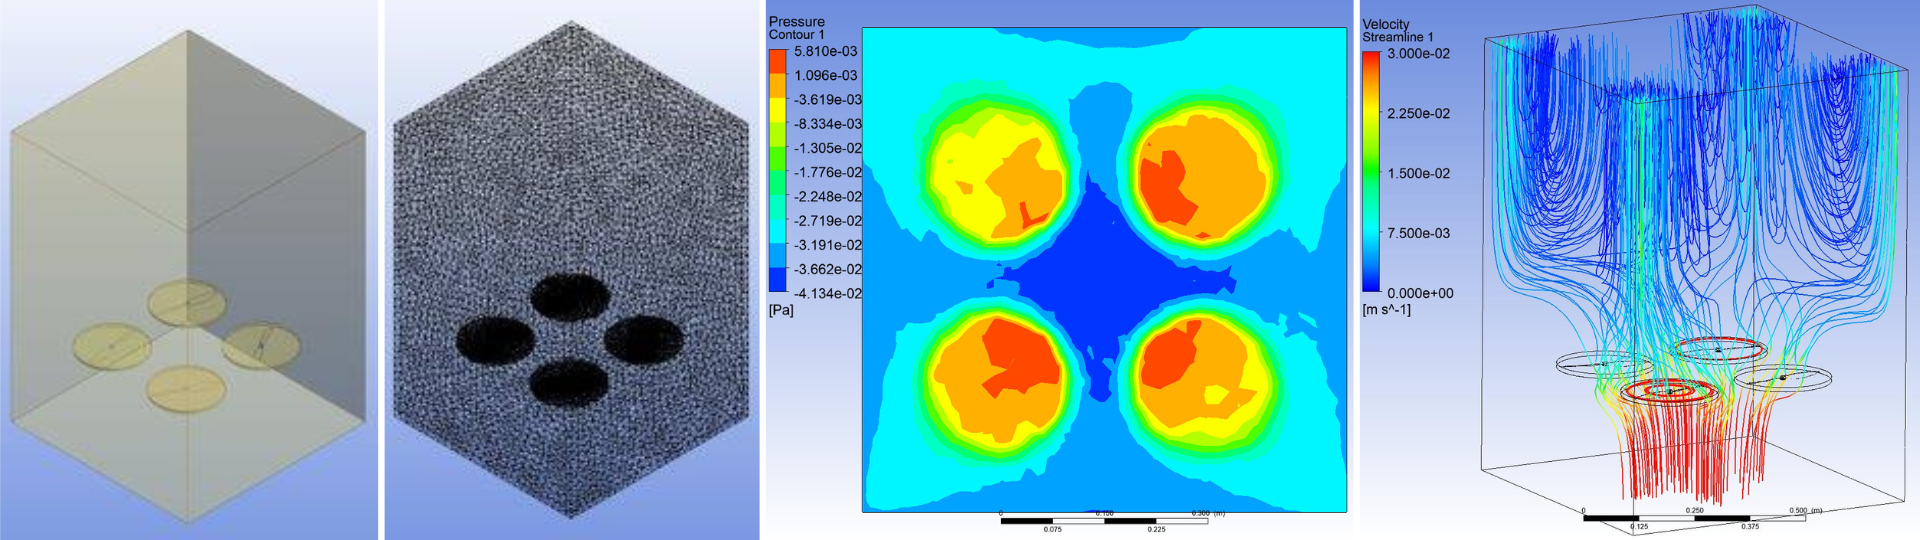 Pressure
Contour 1
5.810e-03
1.096e-03
-3.619e-03
-8.334e-03
-1.305e-02
-1.776e-02
-2.248e-02
-2.719e-02
-3.191e-02
-3.662e-02
-4.134e-02
[Pa]
0 0.150 0.300 (m)
0.075 0.225
Velocity
Streamline 1
3.000e-02
2.250e-02
1.500e-02
7.500e-03
0.000e+00
[m s^-1]
0 0.250 0.500 (m)
0.125 0.375